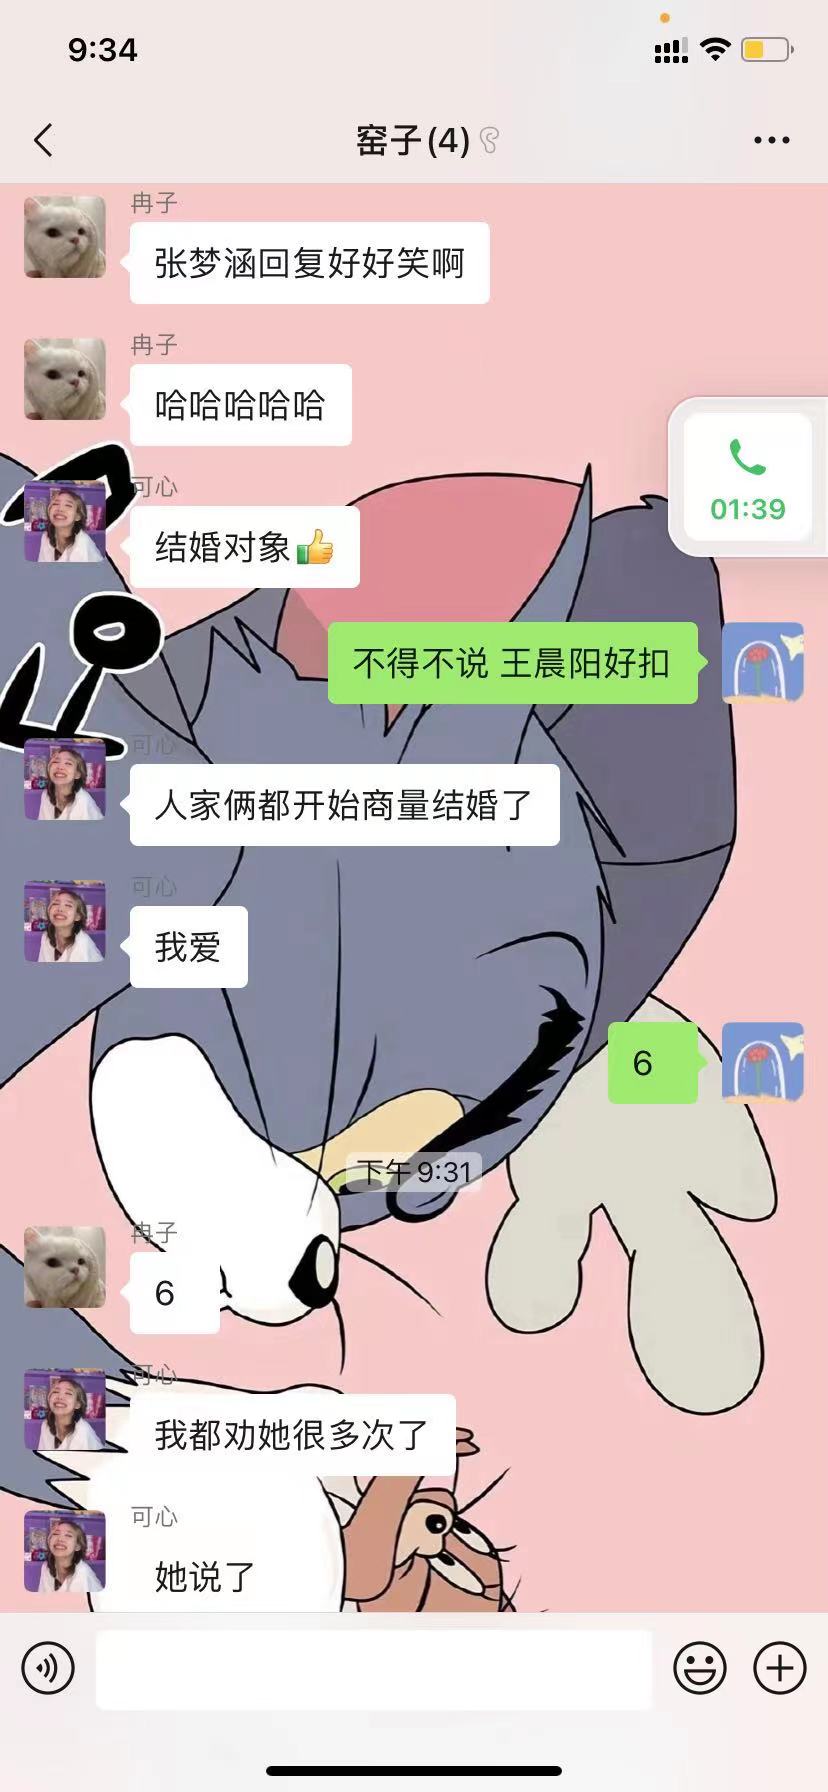 9:34
窑子(4)
冉子
张梦涵回复好好笑啊
冉子
哈哈哈哈哈
01:39
可心
结婚对象👍
不得不说 王晨阳好扣
可心
人家俩都开始商量结婚了
可心
我爱
6
下午 9:31
冉子
6
可心
我都劝她很多次了
可心
她说了